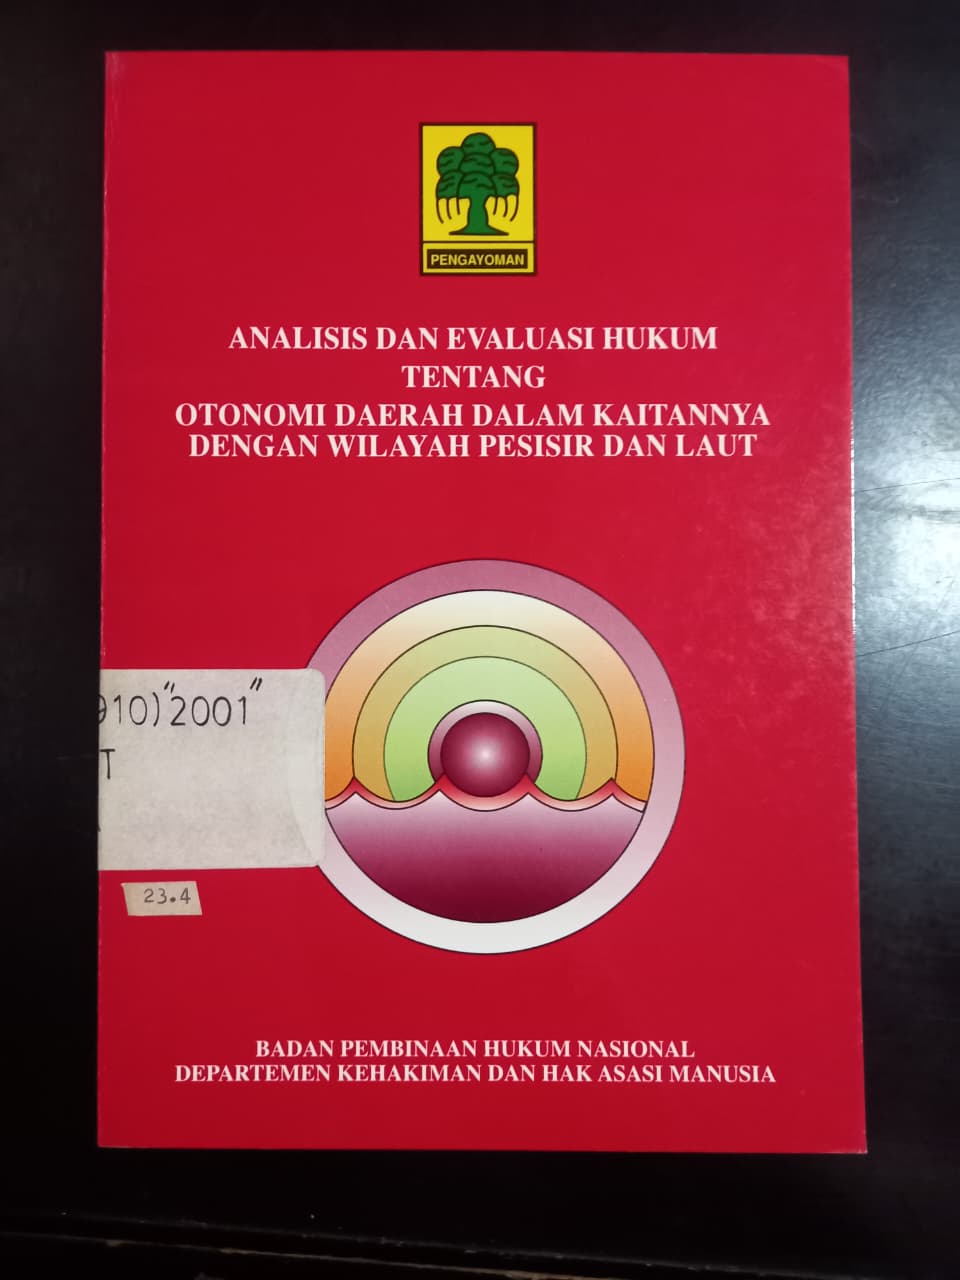 PENGAYOMAN
ANALISIS DAN EVALUASI HUKUM
TENTANG
OTONOMI DAERAH DALAM KAITANNYA
DENGAN WILAYAH PESISIR DAN LAUT
910)"2001"
T
23.4
BADAN PEMBINAAN HUKUM NASIONAL
DEPARTEMEN KEHAKIMAN DAN HAK ASASI MANUSIA